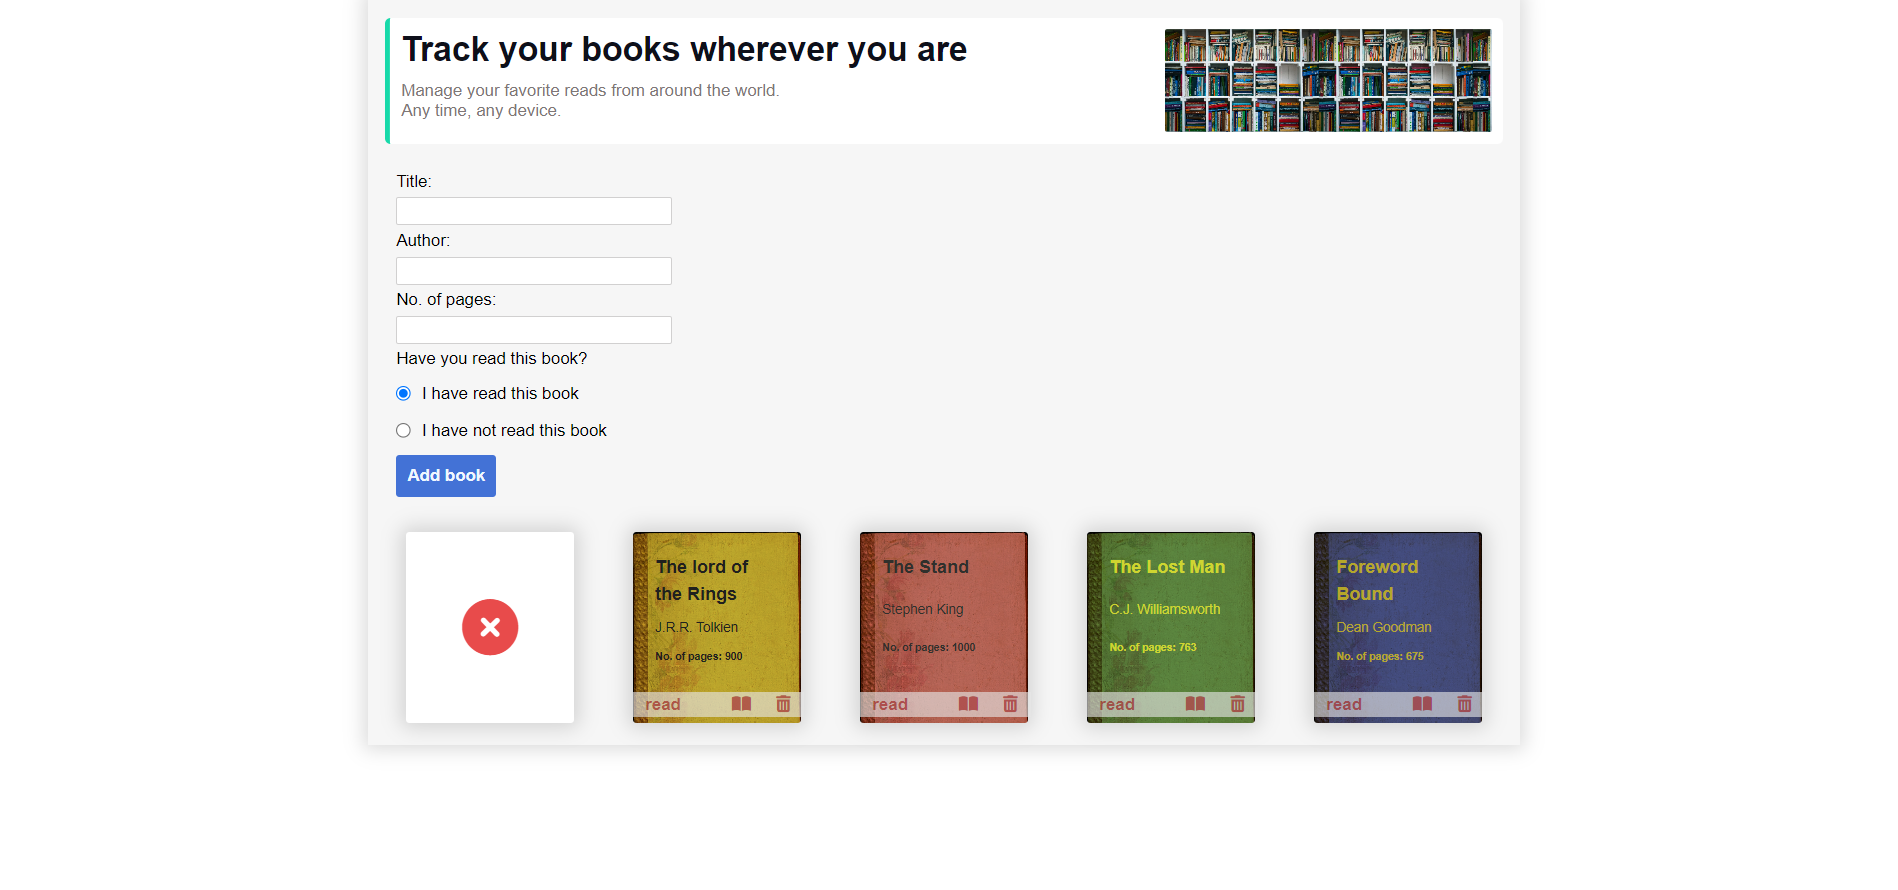 Track your books wherever you are
Manage your favorite reads from around the world.
Any time, any device.
Title:
Author:
No. of pages:
Have you read this book?
I have read this book
I have not read this book
Add book
The lord of
the Rings
J.R.R. Tolkien
No. of pages: 900
read
The Stand
Stephen King
No. of pages: 1000
read
The Lost Man
C.J. Williamsworth
No. of pages: 763
read
Foreword
Bound
Dean Goodman
No. of pages: 675
read